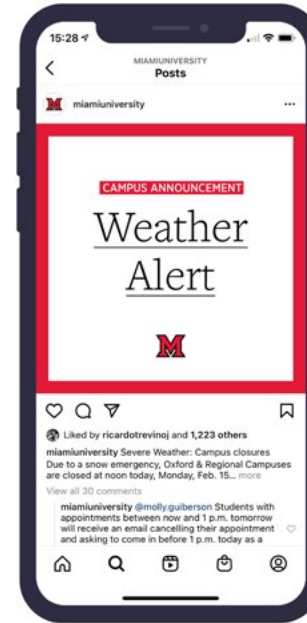 15:28
MIAMIUNIVERSITY
Posts
miamiuniversity
CAMPUS ANNOUNCEMENT
Weather
Alert
M
Liked by ricardotrevinoj and 1,223 others
miamiuniversity Severe Weather: Campus closures
Due to a snow emergency, Oxford & Regional Campuses
are closed at noon today, Monday, Feb. 15... more
View all 30 comments
miamiuniversity @molly.guiberson Students with
appointments between now and 1 p.m. tomorrow
will receive an email cancelling their appointment
and asking to come in before 1 p.m. today as a